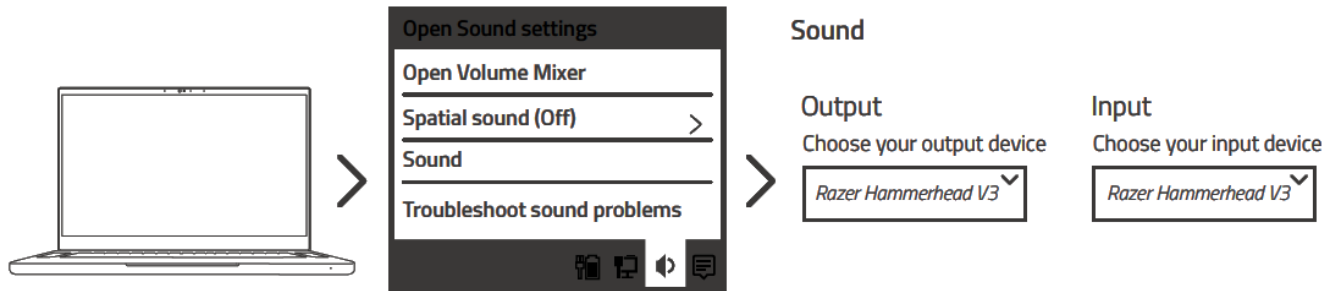 Open Sound settings
Open Volume Mixer
Spatial sound (Off)
Sound
Troubleshoot sound problems
Sound
Output
Choose your output device
Razer Hammerhead V3
Input
Choose your input device
Razer Hammerhead V3